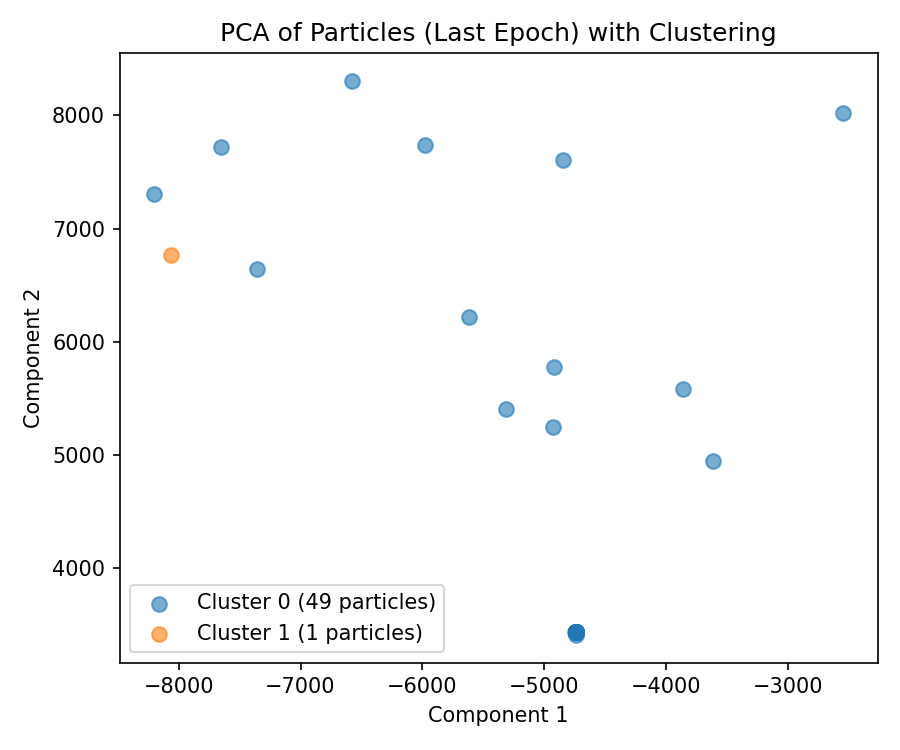 PCA of Particles (Last Epoch) with Clustering
Component 2
8000
7000
6000
5000
4000
Cluster 0 (49 particles)
Cluster 1 (1 particles)
−8000 −7000 −6000 −5000 −4000 −3000
Component 1